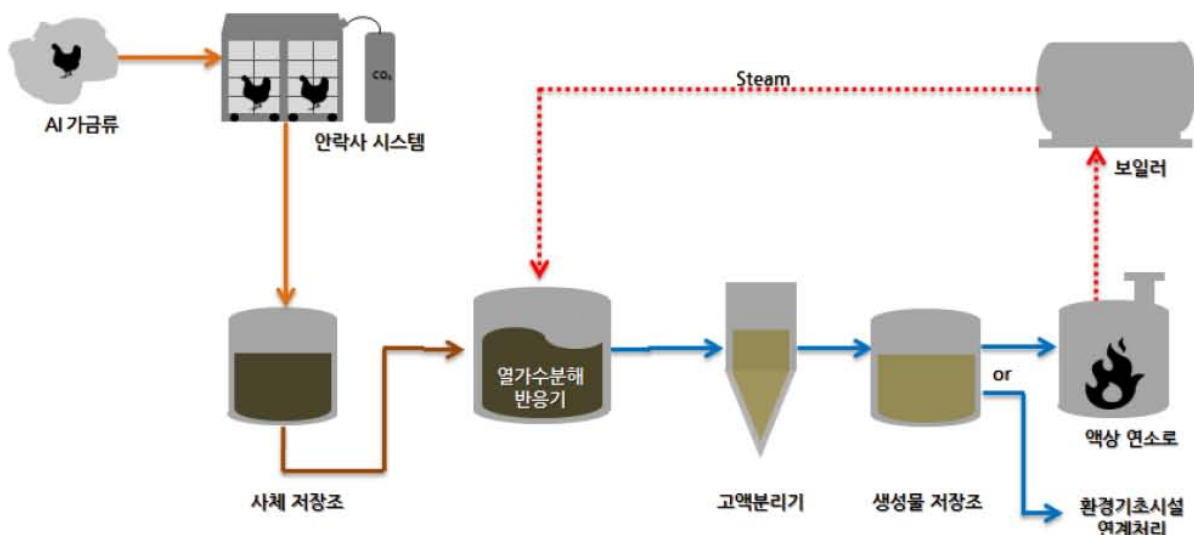 AI 가금류
CO₂
안락사 시스템
Steam
보일러
사체 저장조
열가수분해
반응기
고액분리기
생성물 저장조
or
액상 연소로
환경기초시설
연계처리